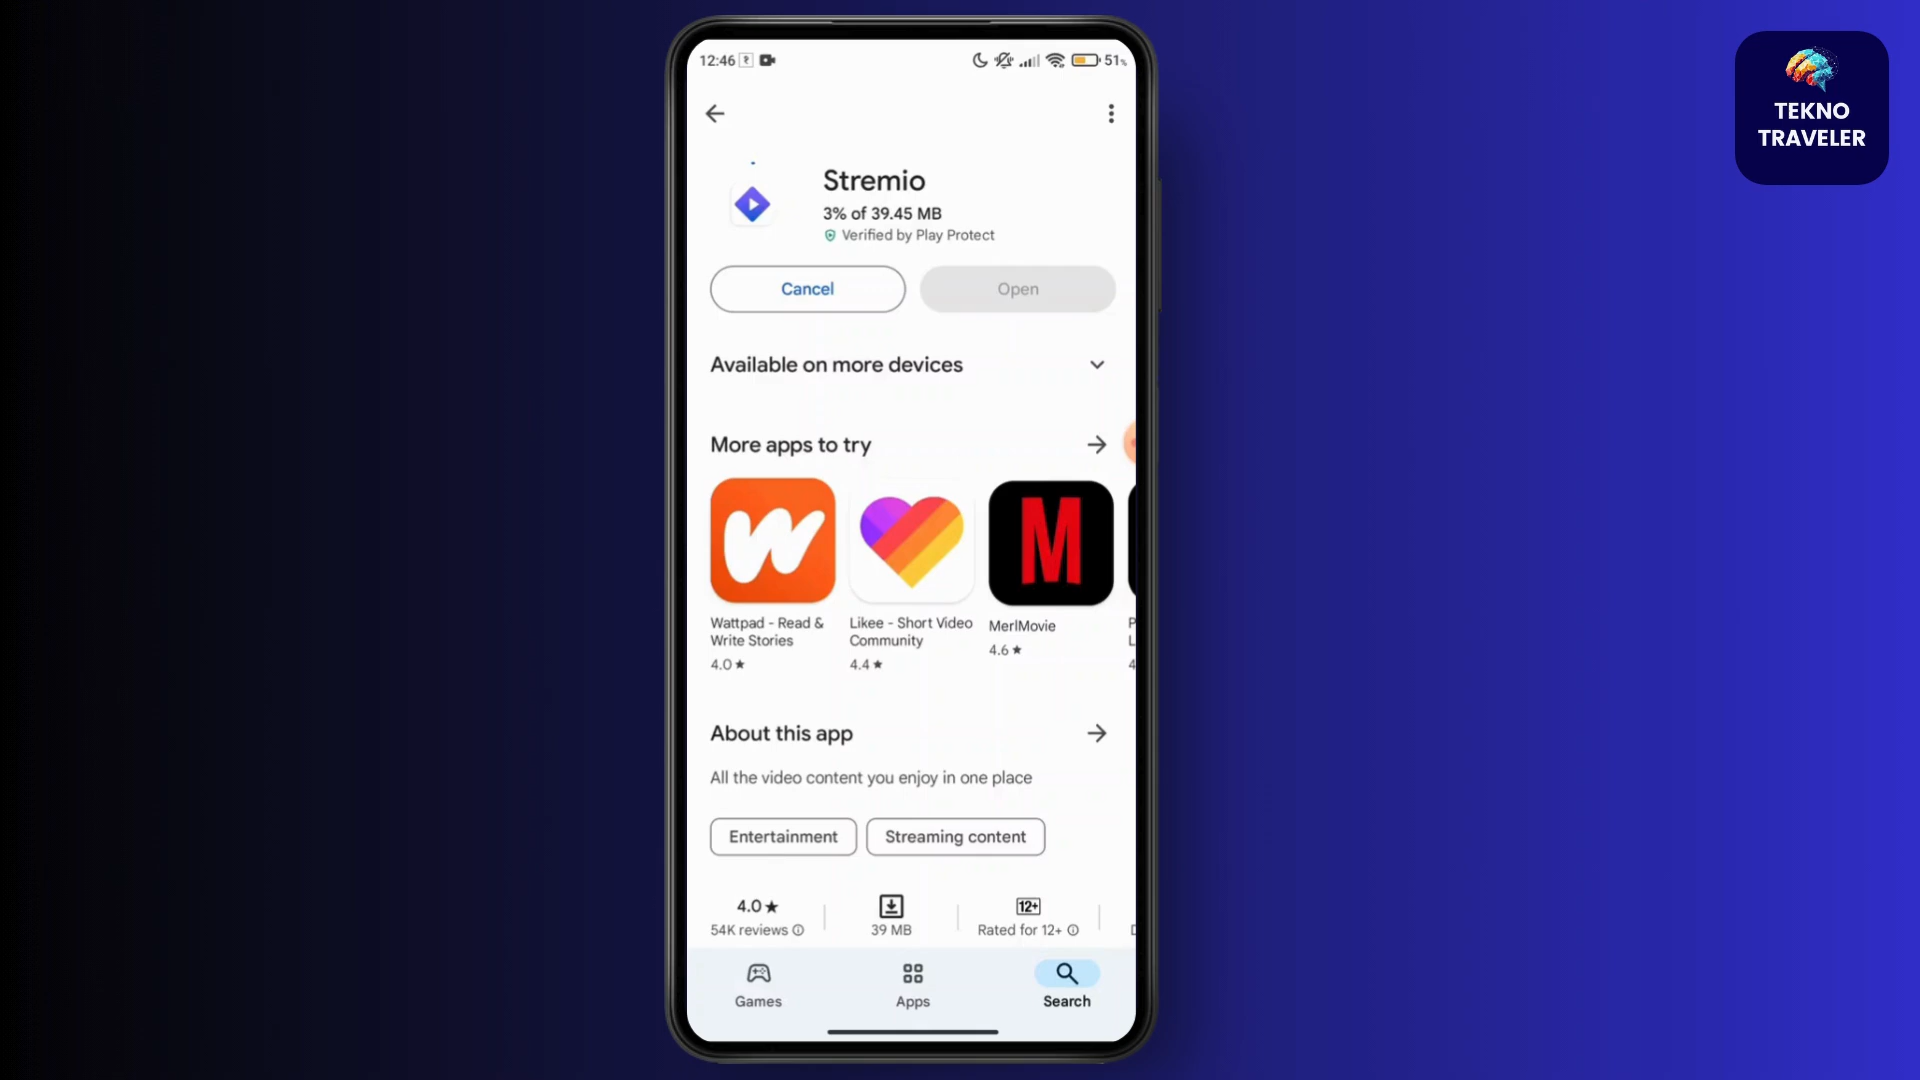 12:46
51%
TEKNO
TRAVELER
Stremio
3% of 39.45 MB
Verified by Play Protect
Cancel
Open
Available on more devices
More apps to try
W
M
Wattpad - Read &
Write Stories
4.0★
Likee - Short Video
Community
4.4★
MerlMovie
4.6★
P
L
4
About this app
All the video content you enjoy in one place
Entertainment
Streaming content
4.0★
54K reviews
39 MB
12+
Rated for 12+
Games
Apps
Search